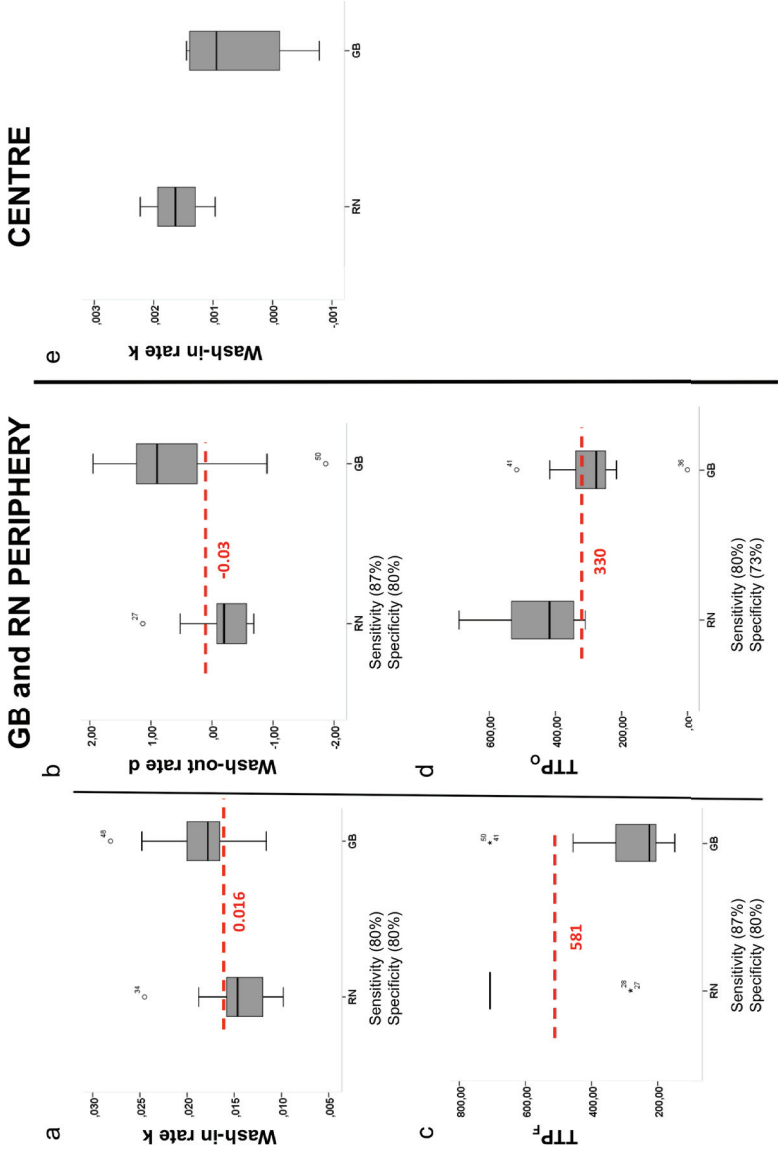 GB and RN PERIPHERY
CENTRE
a
Wash-in rate k
,030
,025
,020
,015
,010
,005
34
48
0.016
RN
GB
Sensitivity (80%)
Specificity (80%)
b
Wash-out rate d
2,00
1,00
,00
-1,00
-2,00
27
50
-0.03
RN
GB
Sensitivity (87%)
Specificity (80%)
c
TTPF
800,00
600,00
400,00
200,00
28
27
50
41
581
RN
GB
Sensitivity (87%)
Specificity (80%)
d
TTPO
600,00
400,00
200,00
,00
41
36
330
RN
GB
Sensitivity (80%)
Specificity (73%)
e
Wash-in rate k
,003
,002
,001
,000
-,001
RN
GB